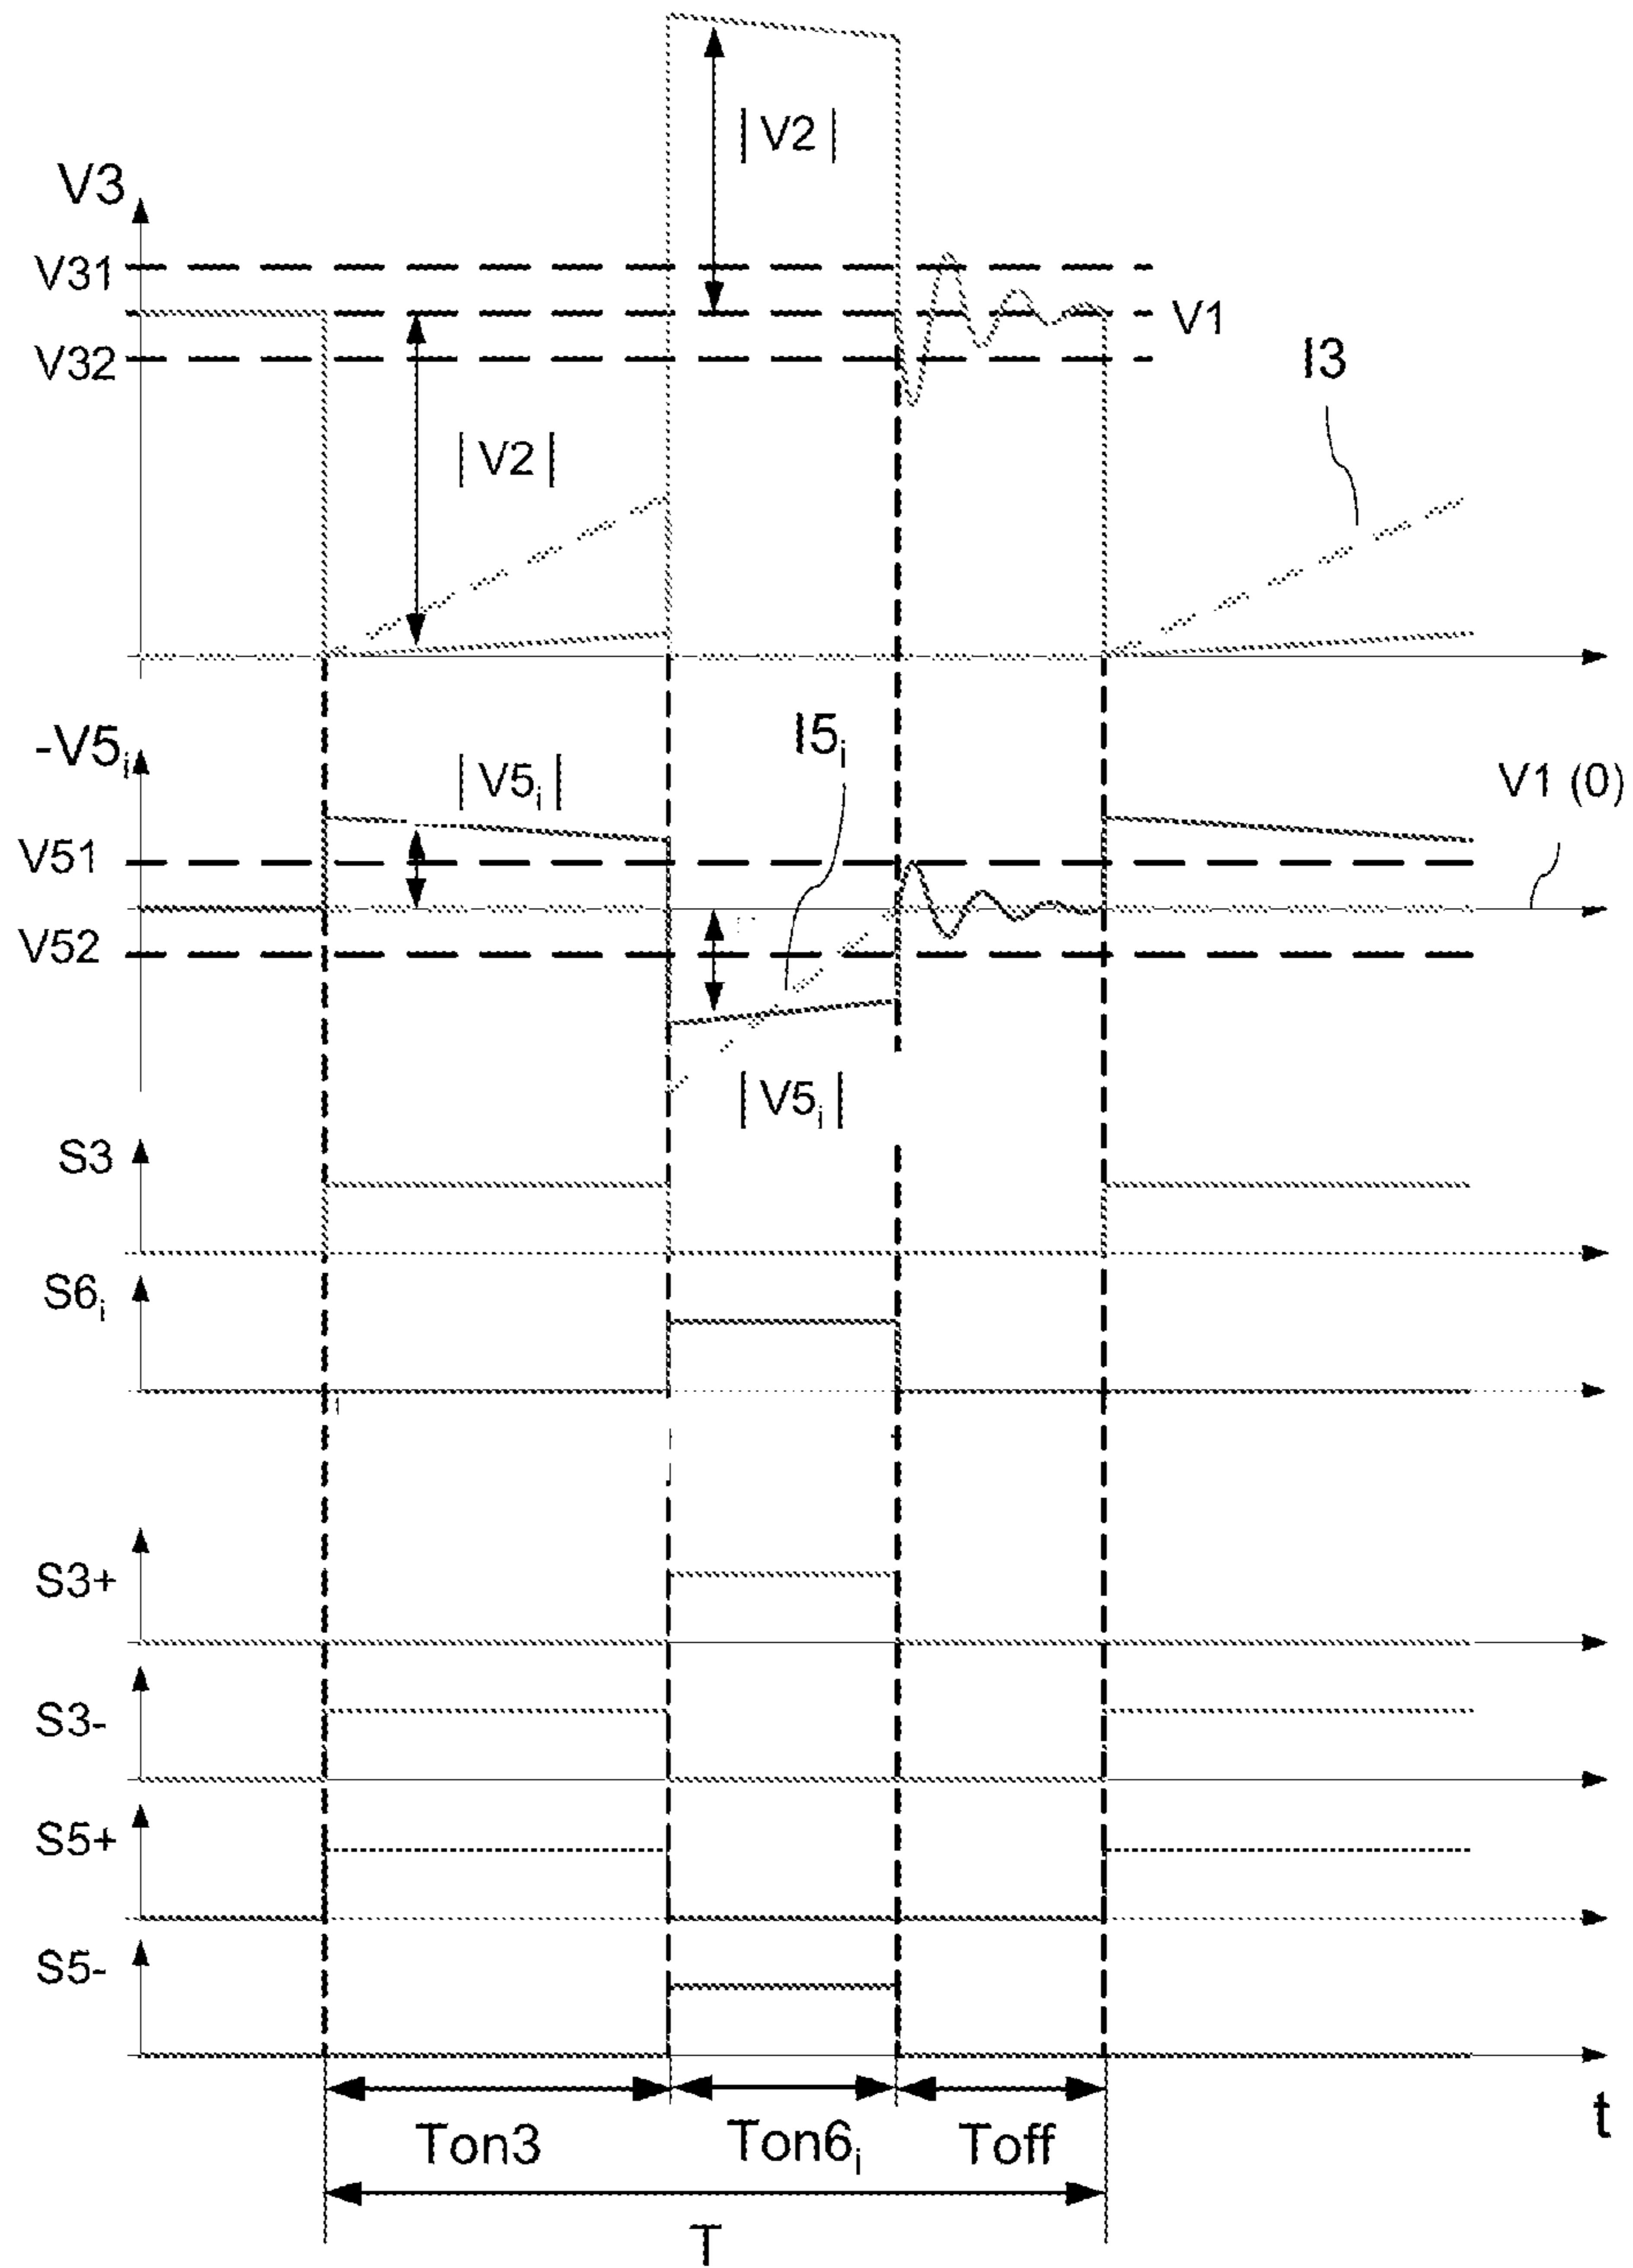 |V2|
V3
V31
V1
V32
I3
|V2|
-V5i
I5i
|V5i|
V1 (0)
V51
V52
|V5i|
S3
S6i
S3+
S3-
S5+
S5-
t
Ton3 Ton6i Toff
T